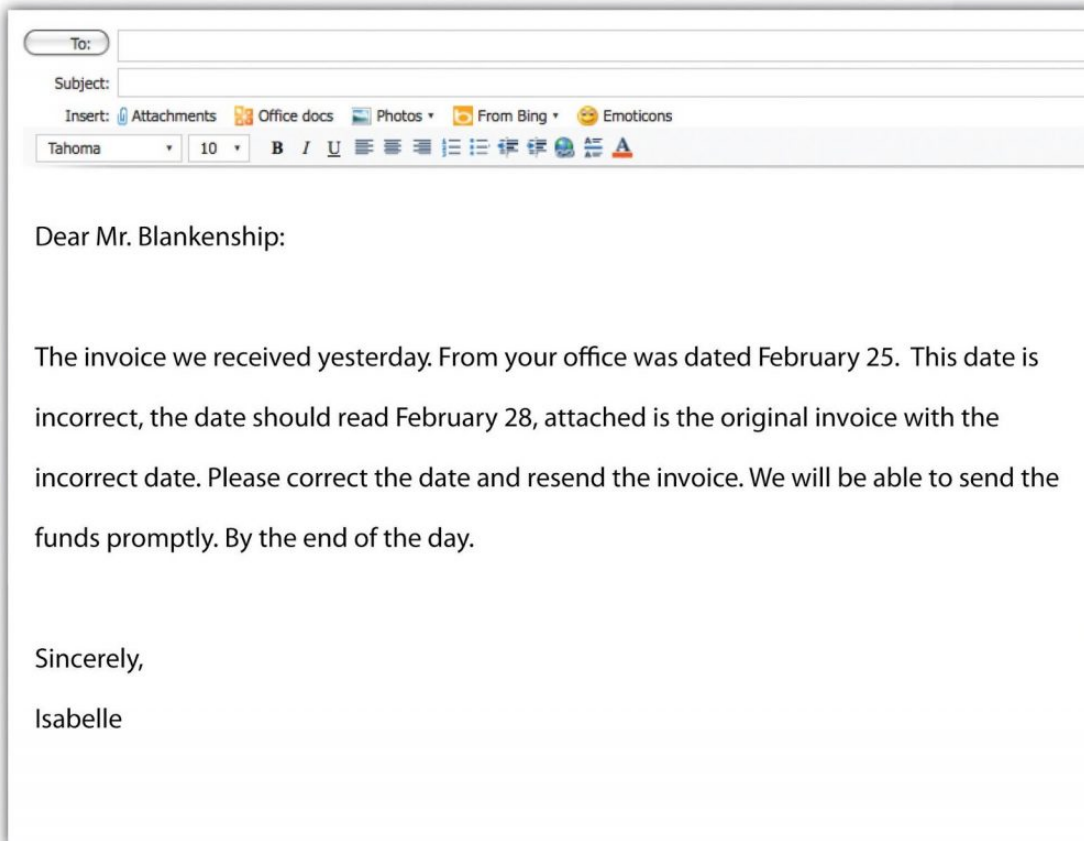 To:
Subject:
Insert: Attachments Office docs Photos From Bing Emoticons
Tahoma 10 B I U A
Dear Mr. Blankenship:
The invoice we received yesterday. From your office was dated February 25. This date is
incorrect, the date should read February 28, attached is the original invoice with the
incorrect date. Please correct the date and resend the invoice. We will be able to send the
funds promptly. By the end of the day.
Sincerely,
Isabelle